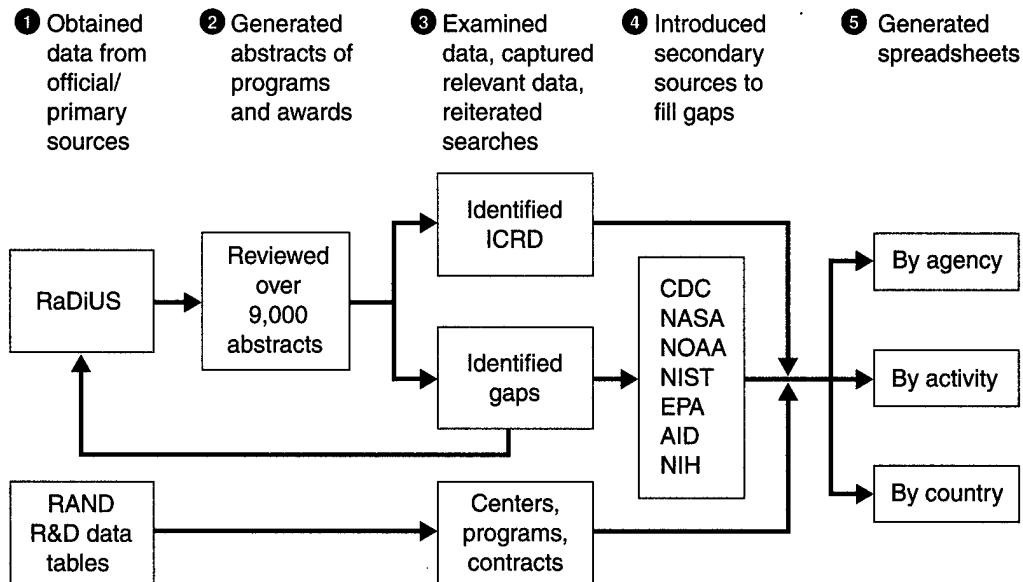 1 Obtained
data from
official/
primary
sources
2 Generated
abstracts of
programs
and awards
3 Examined
data, captured
relevant data,
reiterated
searches
4 Introduced
secondary
sources to
fill gaps
5 Generated
spreadsheets
RaDiUS
Reviewed
over
9,000
abstracts
Identified
ICRD
Identified
gaps
CDC
NASA
NOAA
NIST
EPA
AID
NIH
By agency
By activity
By country
RAND
R&D data
tables
Centers,
programs,
contracts